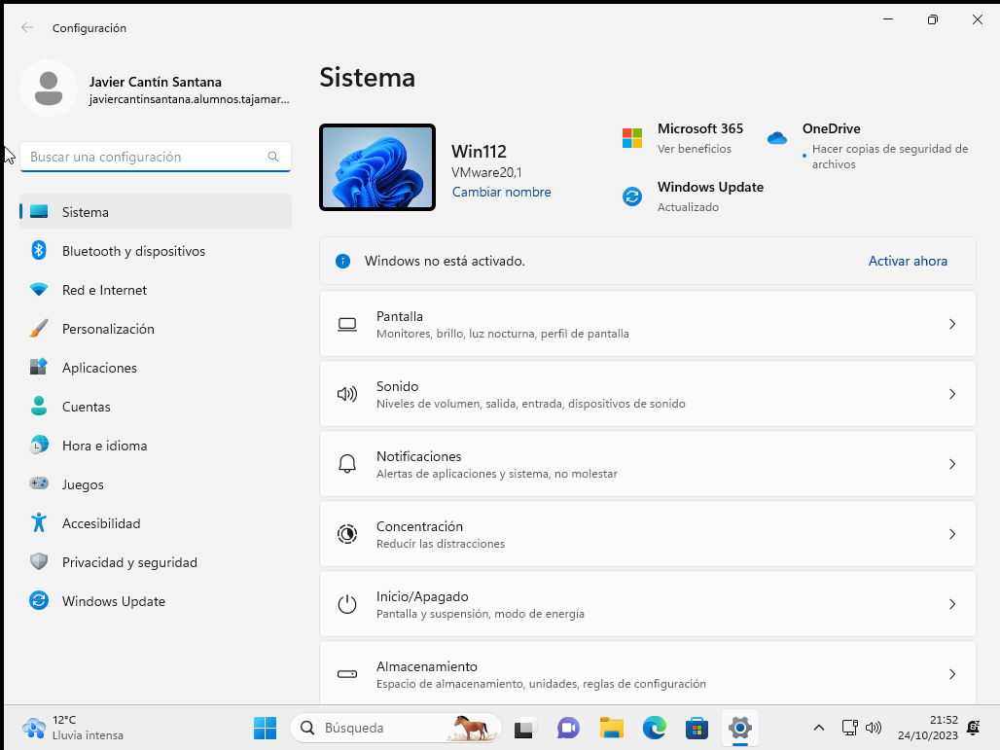 Configuración
Javier Cantín Santana
javiercantinsantana.alumnos.tajamar...
Buscar una configuración
Sistema
Bluetooth y dispositivos
Red e Internet
Personalización
Aplicaciones
Cuentas
Hora e idioma
Juegos
Accesibilidad
Privacidad y seguridad
Windows Update
Sistema
Win112
VMware20,1
Cambiar nombre
Microsoft 365
Ver beneficios
OneDrive
Hacer copias de seguridad de
archivos
Windows Update
Actualizado
Windows no está activado.
Activar ahora
Pantalla
Monitores, brillo, luz nocturna, perfil de pantalla
Sonido
Niveles de volumen, salida, entrada, dispositivos de sonido
Notificaciones
Alertas de aplicaciones y sistema, no molestar
Concentración
Reducir las distracciones
Inicio/Apagado
Pantalla y suspensión, modo de energía
Almacenamiento
Espacio de almacenamiento, unidades, reglas de configuración
12°C
Lluvia intensa
Búsqueda
21:52
24/10/2023